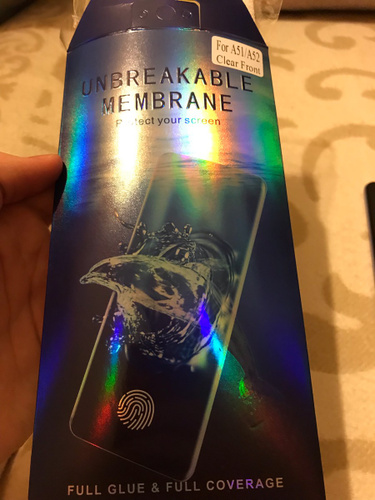 For A51/A52
Clear Front
UNBREAKABLE
MEMBRANE
Protect your screen
FULL GLUE & FULL COVERAGE